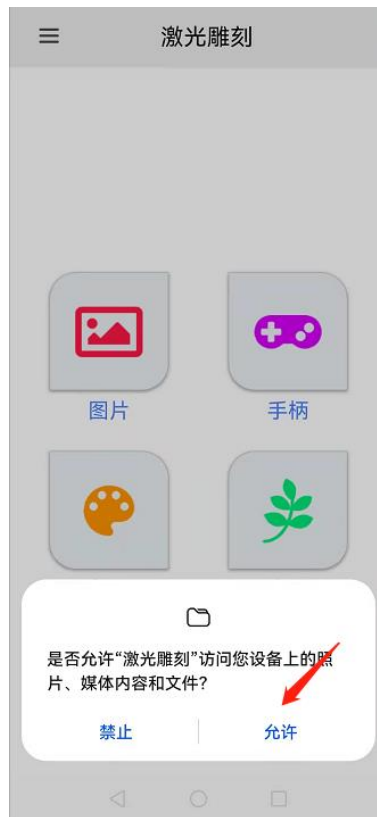 激光雕刻
图片
手柄
是否允许“激光雕刻”访问您设备上的照
片、媒体内容和文件?
禁止
允许